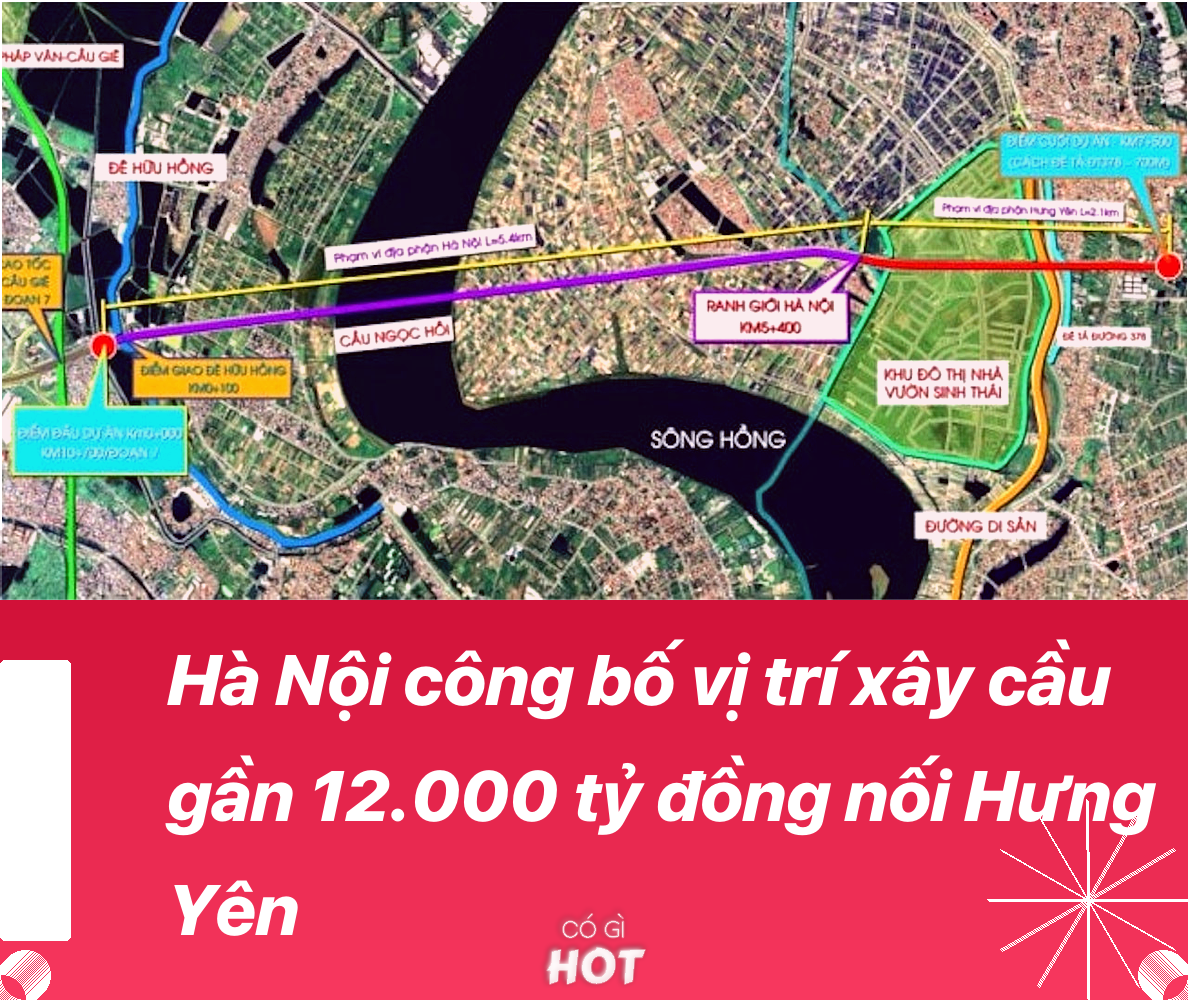 PHÁP VÂN-CẦU GIẼ
ĐÊ HỮU HỒNG
ĐIỂM CUỐI DỰ ÁN - KM7+500
(CÁCH ĐÊ TẢ ĐT378 - 700M)
Phạm vi địa phận Hưng Yên L=2.1km
Phạm vi địa phận Hà Nội L=5.4km
CAO TỐC
CẦU GIẼ
ĐOẠN 7
RANH GIỚI HÀ NỘI
KM5+400
CẦU NGỌC HỒI
ĐÊ TẢ ĐƯỜNG 378
ĐIỂM GIAO ĐÊ HỮU HỒNG
KM0+100
KHU ĐÔ THỊ NHÀ
VƯỜN SINH THÁI
ĐIỂM ĐẦU DỰ ÁN Km0+000
KM10+700/ĐOẠN 7
SÔNG HỒNG
ĐƯỜNG DI SẢN
Hà Nội công bố vị trí xây cầu
gần 12.000 tỷ đồng nối Hưng
Yên
CÓ GÌ
HOT